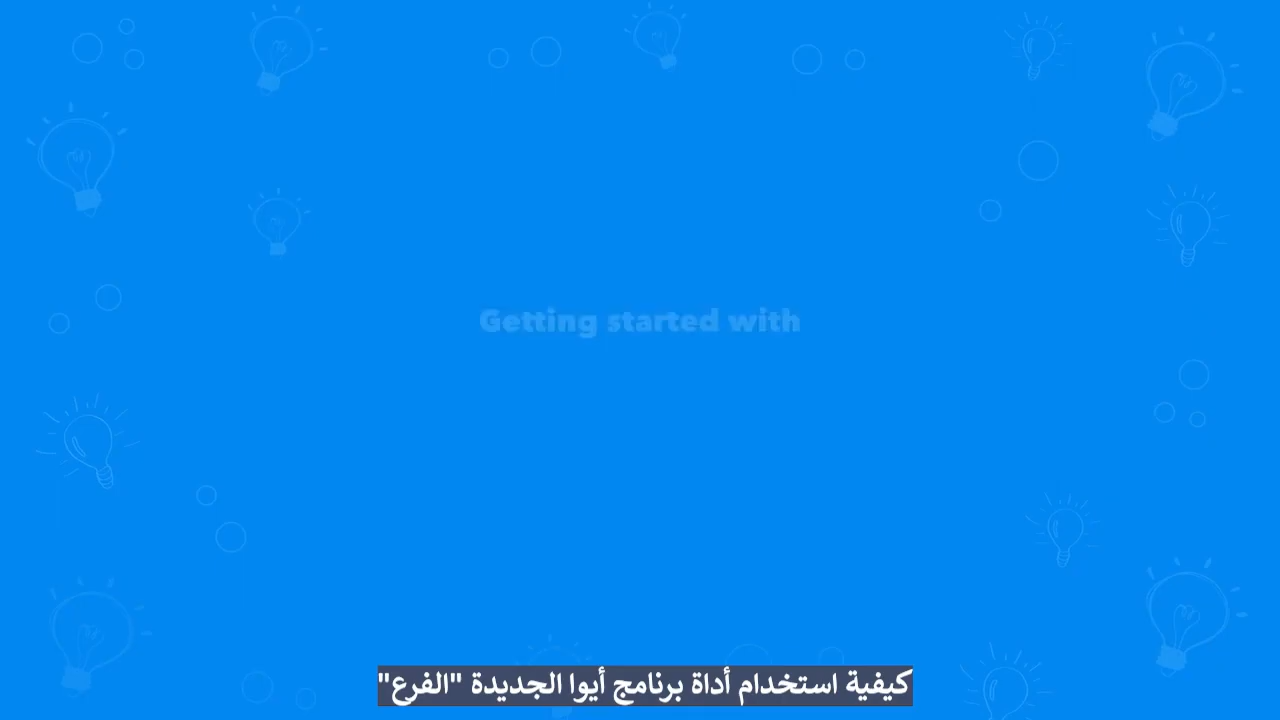 Getting started with
كيفية استخدام أداة برنامج أيوا الجديدة "الفرع"